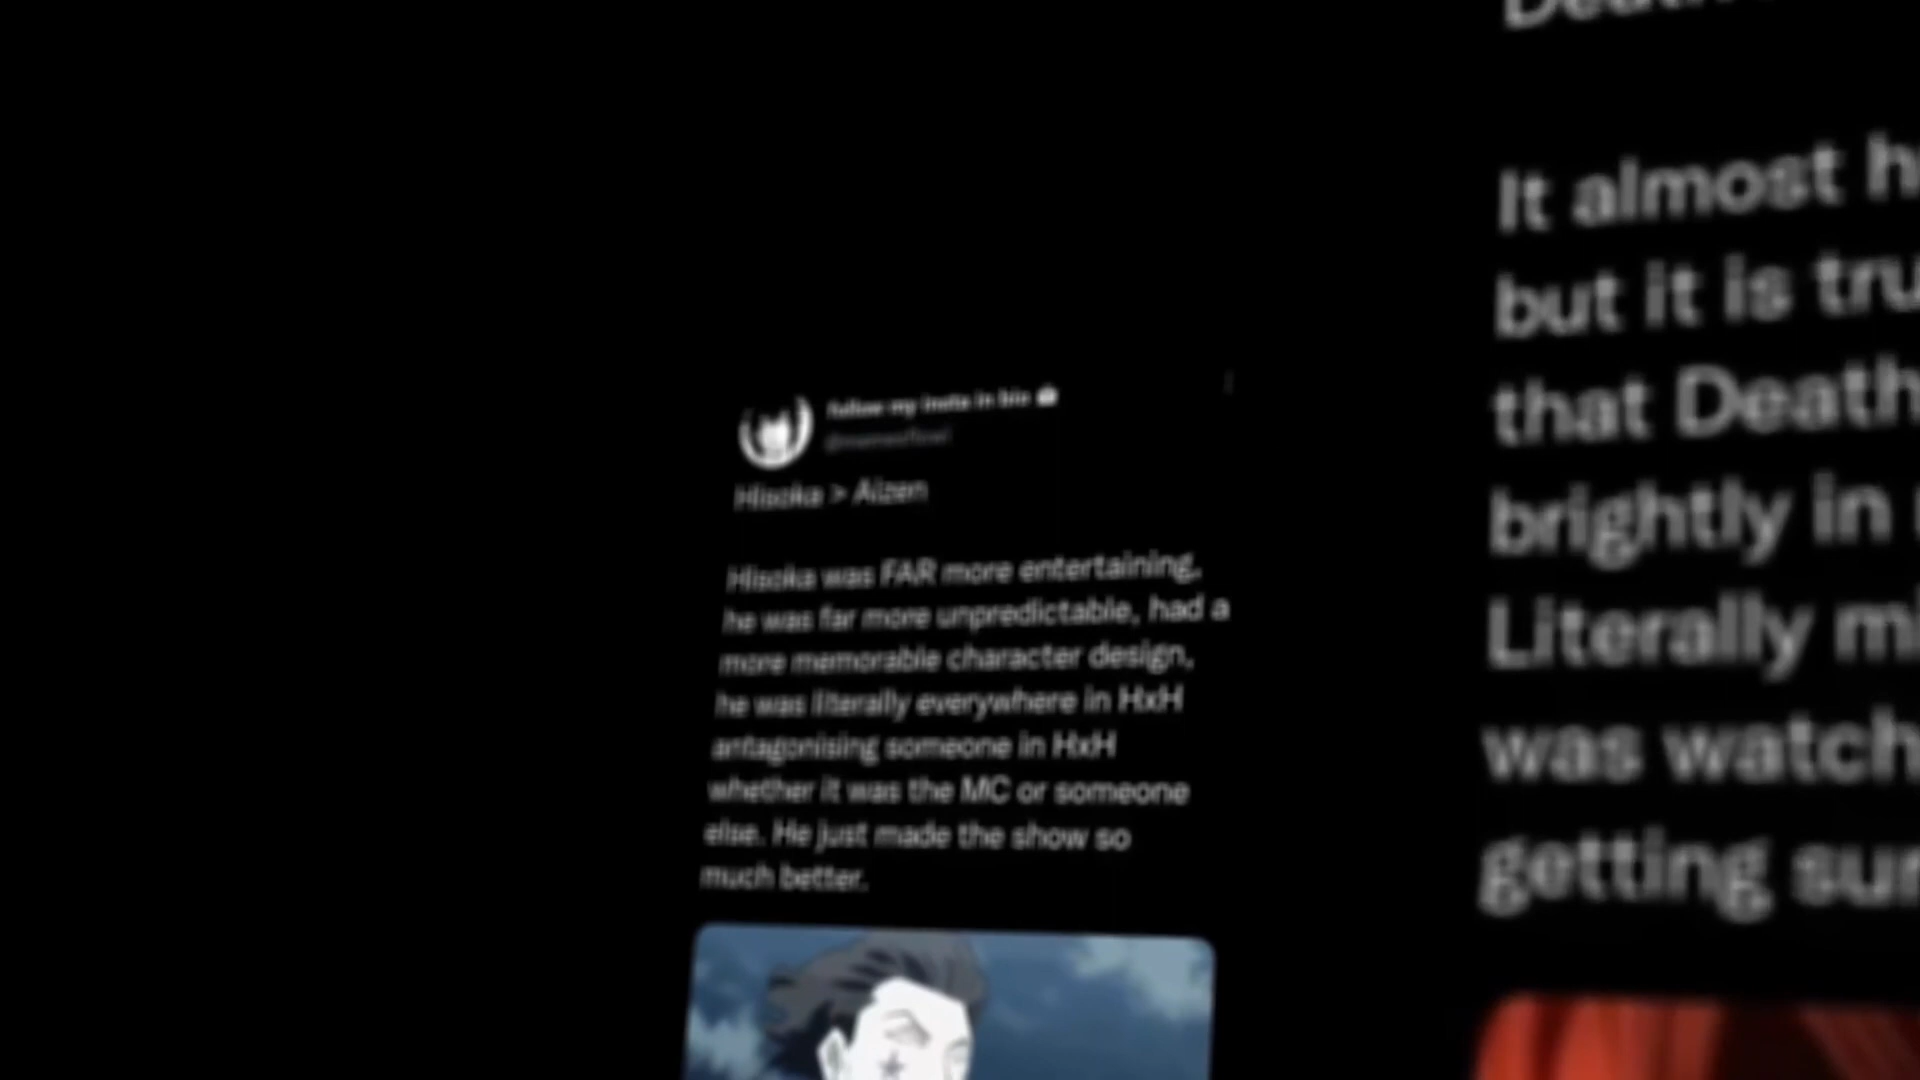 follow my insta in bio
Hisoka > Aizen
Hisoka was FAR more entertaining,
he was far more unpredictable, had a
more memorable character design,
he was literally everywhere in HxH
antagonising someone in HxH
whether it was the MC or someone
else. He just made the show so
much better.
Death
It almost h
but it is tru
that Death
brightly in
Literally mi
was watch
getting sur